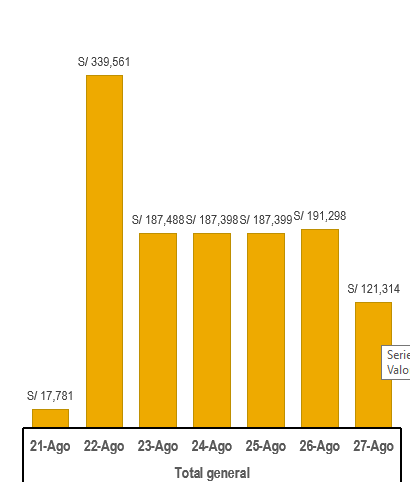 S/ 339,561
S/ 187,488 S/ 187,398 S/ 187,399 S/ 191,298
S/ 121,314
Serie
Valo
S/ 17,781
21-Ago 22-Ago 23-Ago 24-Ago 25-Ago 26-Ago 27-Ago
Total general